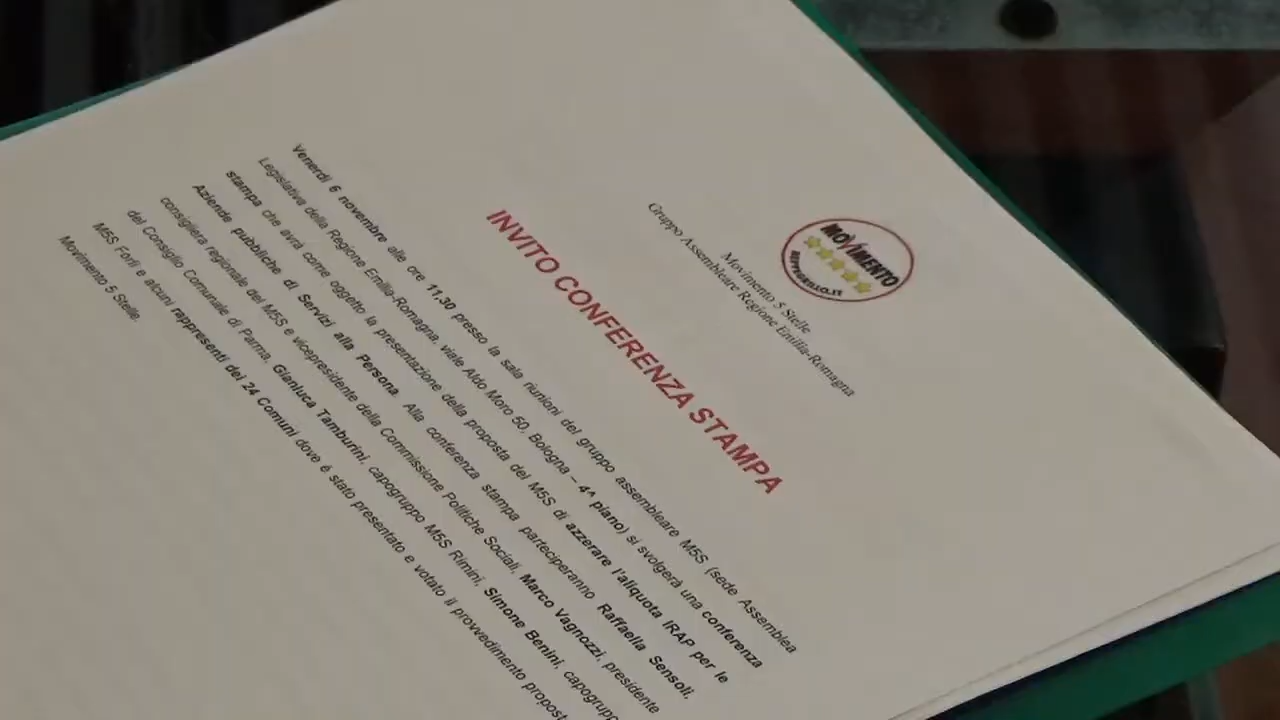 MOVIMENTO
BEPPEGRILLO.IT
Movimento 5 Stelle
Gruppo Assembleare Regione Emilia-Romagna
INVITO CONFERENZA STAMPA
Venerdì 6 novembre alle ore 11,30 presso la sala riunioni del gruppo assembleare M5S (sede Assemblea
Legislativa della Regione Emilia-Romagna, viale Aldo Moro 50, Bologna – 4^ piano) si svolgerà una conferenza
stampa che avrà come oggetto la presentazione della proposta del M5S di azzerare l'aliquota IRAP per le
Aziende pubbliche di Servizi alla Persona. Alla conferenza stampa parteciperanno Raffaella Sensoli,
consigliera regionale del M5S e vicepresidente della Commissione Politiche Sociali, Marco Vagnozzi, presidente
del Consiglio Comunale di Parma, Gianluca Tamburini, capogruppo M5S Rimini, Simone Benini, capogrupp
M5S Forlì e alcuni rappresenti dei 24 Comuni dove è stato presentato e votato il provvedimento propost
Movimento 5 Stelle.